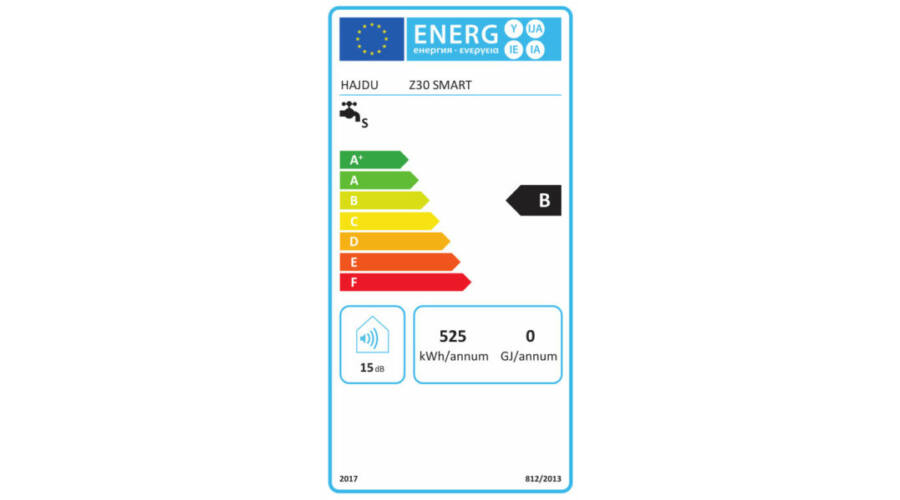 ENERG Y IJA
енергия · ενεργεια IE IA
HAJDU Z30 SMART
S
A+
A
B B
C
D
E
F
525 0
kWh/annum GJ/annum
15 dB
2017 812/2013